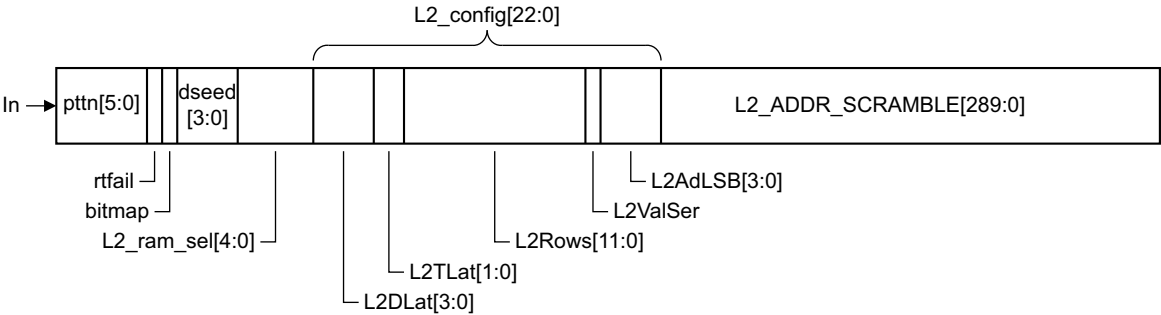 L2_config[22:0]
In
pttn[5:0]
dseed
[3:0]
L2_ADDR_SCRAMBLE[289:0]
rtfail
L2AdLSB[3:0]
bitmap
L2ValSer
L2_ram_sel[4:0]
L2Rows[11:0]
L2TLat[1:0]
L2DLat[3:0]